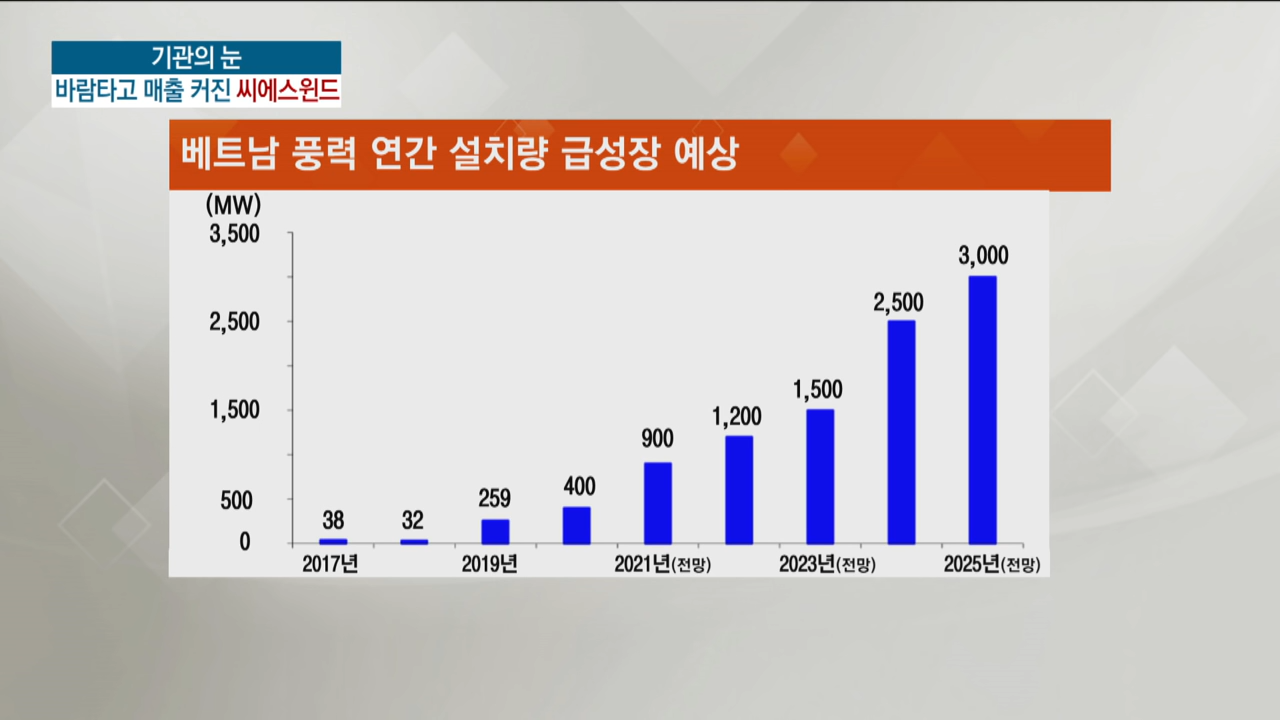 기관의 눈
바람타고 매출 커진 씨에스윈드
베트남 풍력 연간 설치량 급성장 예상
(MW)
3,500
2,500
1,500
500
0
38
32
259
400
900
1,200
1,500
2,500
3,000
2017년 2019년 2021년(전망) 2023년(전망) 2025년(전망)